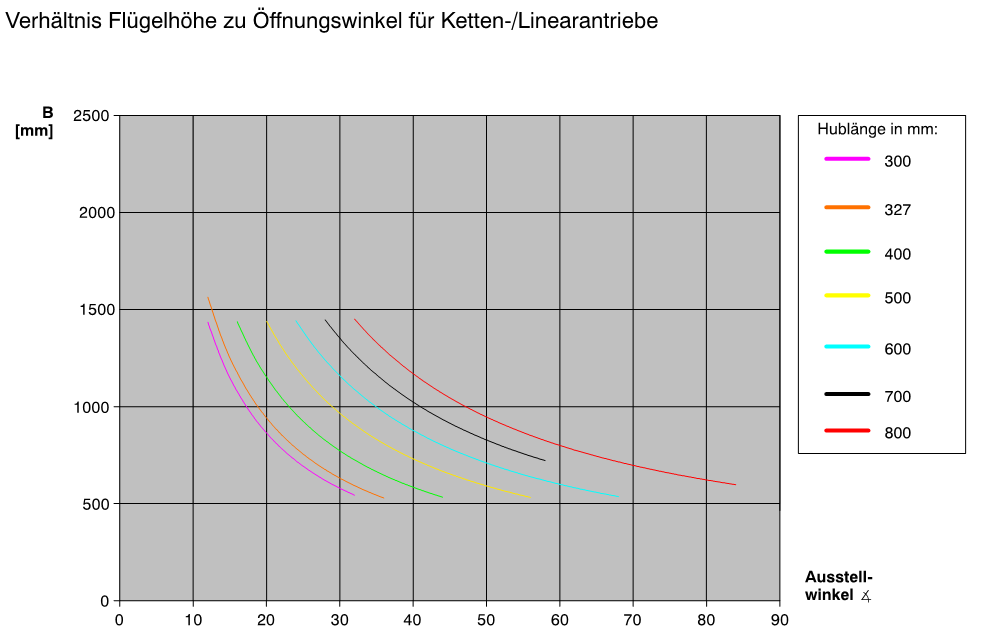 Verhältnis Flügelhöhe zu Öffnungswinkel für Ketten-/Linearantriebe
B
[mm]
2500
2000
1500
1000
500
0
0 10 20 30 40 50 60 70 80 90
Hublänge in mm:
300
327
400
500
600
700
800
Ausstell-
winkel ∡